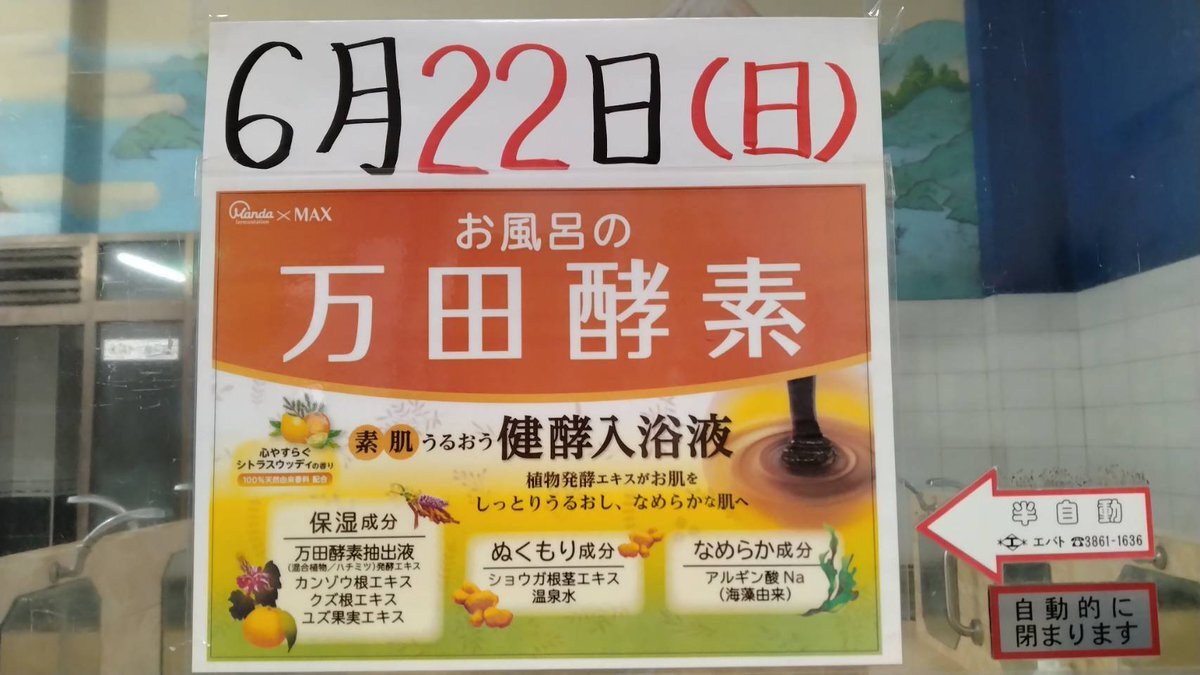 6月22日(日)
Manda fermentation × MAX
お風呂の
万田酵素
心やすらぐ
シトラスウッディの香り
100%天然由来香料 配合
素肌うるおう健酵入浴液
植物発酵エキスがお肌を
しっとりうるおし、なめらかな肌へ
保湿成分
万田酵素抽出液
(混合植物/ハチミツ)発酵エキス
カンゾウ根エキス
クズ根エキス
ユズ果実エキス
ぬくもり成分
ショウガ根茎エキス
温泉水
なめらか成分
アルギン酸Na
(海藻由来)
半自動
エバト ☎3861-1636
自動的に
閉まります